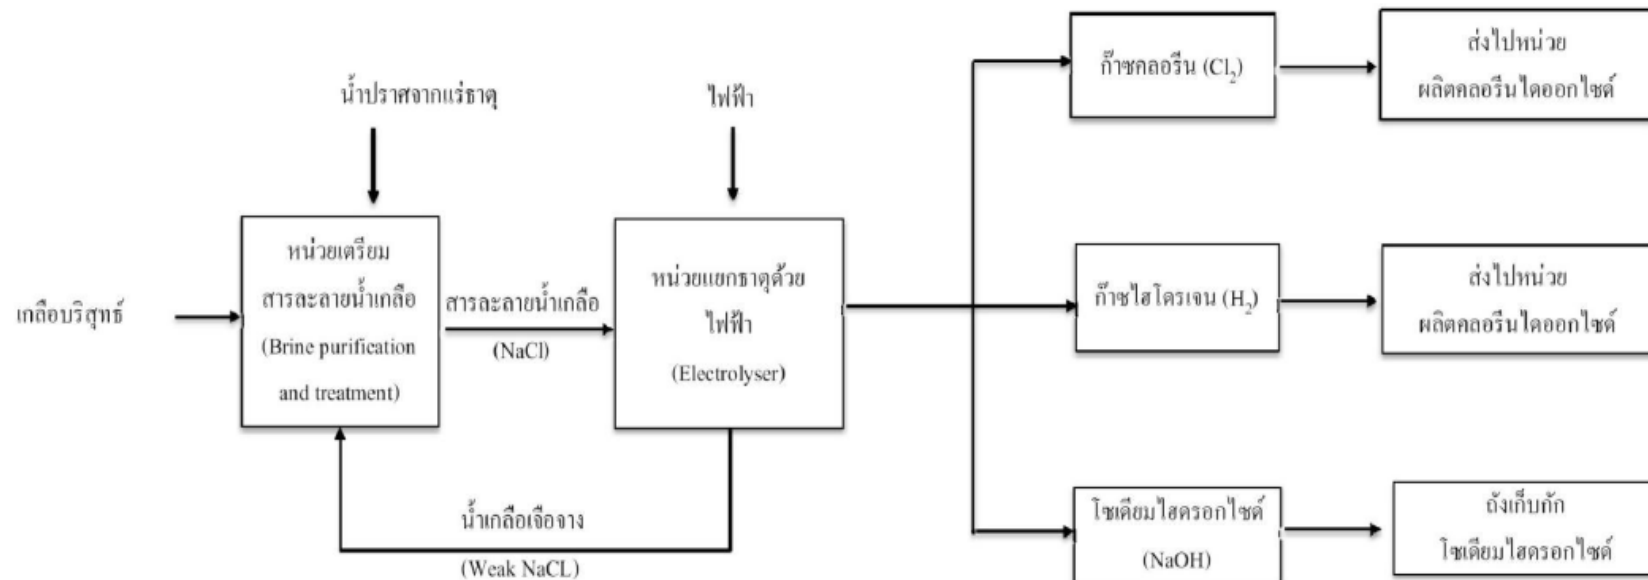 เกลือบริสุทธ์
น้ำปราศจากแร่ธาตุ
หน่วยเตรียม
สารละลายน้ำเกลือ
(Brine purification
and treatment)
สารละลายน้ำเกลือ
(NaCl)
ไฟฟ้า
หน่วยแยกธาตุด้วย
ไฟฟ้า
(Electrolyser)
น้ำเกลือเจือจาง
(Weak NaCL)
ก๊าซคลอรีน (Cl₂)
ส่งไปหน่วย
ผลิตคลอรีนไดออกไซด์
ก๊าซไฮโดรเจน (H₂)
ส่งไปหน่วย
ผลิตคลอรีนไดออกไซด์
โซเดียมไฮดรอกไซด์
(NaOH)
ถังเก็บกัก
โซเดียมไฮดรอกไซด์